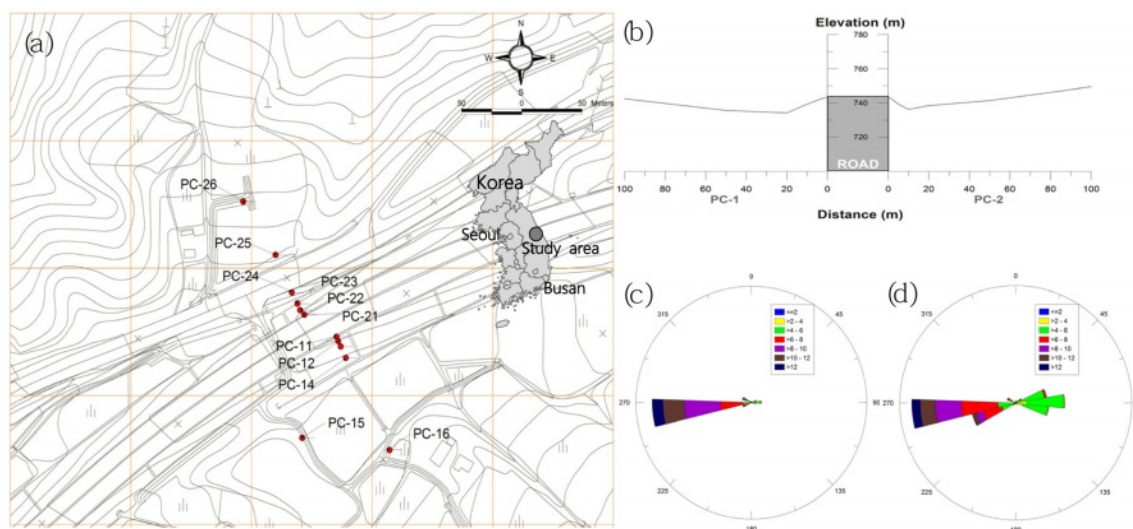 (a)
N
W
E
S
50 0 50
Meters
PC-26
PC-25
PC-24
PC-23
PC-22
PC-21
PC-11
PC-12
PC-14
PC-15
PC-16
Korea
Seoul
Study area
Busan
(b)
Elevation (m)
780
760
740
720
ROAD
100 80 60 40 20 0 0 20 40 60 80 100
PC-1
PC-2
Distance (m)
(c)
0
45
90
135
180
225
270
315
<=2
>2 - 4
>4 - 6
>6 - 8
>8 - 10
>10 - 12
>12
(d)
0
45
135
180
225
270
315
<=2
>2 - 4
>4 - 6
>6 - 8
>8 - 10
>10 - 12
>12